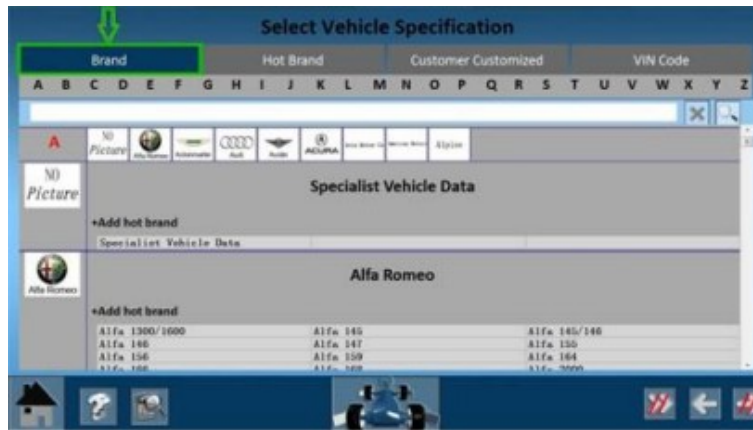 Select Vehicle Specification
Brand Hot Brand Customer Customized VIN Code
A B C D E F G H I J K L M N O P Q R S T U V W X Y Z
A NO Picture Alfa Romeo Audi Austin ACURA Alpine
NO Picture
Specialist Vehicle Data
+Add hot brand
Specialist Vehicle Data
Alfa Romeo
Alfa Romeo
+Add hot brand
Alfa 1300/1600 Alfa 145 Alfa 145/146
Alfa 146 Alfa 147 Alfa 155
Alfa 156 Alfa 159 Alfa 164